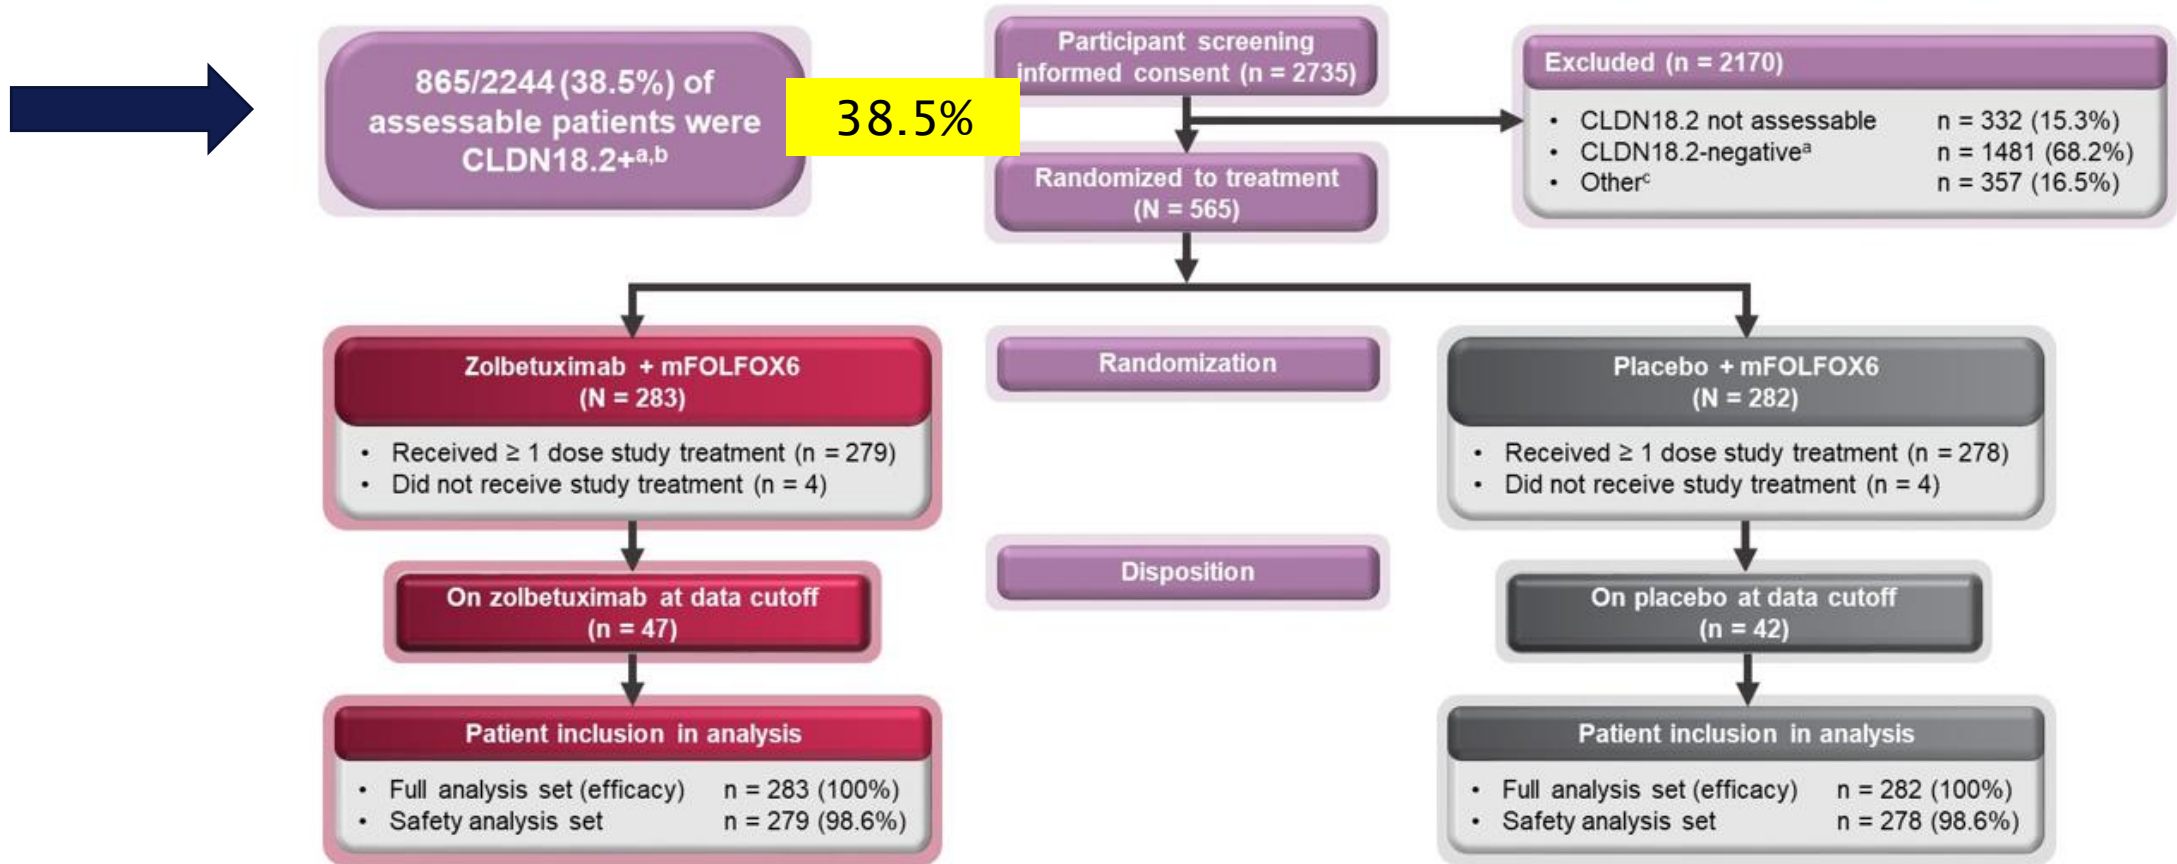 865/2244 (38.5%) of
assessable patients were
CLDN18.2+a,b
38.5%
Participant screening
informed consent (n = 2735)
Excluded (n = 2170)
• CLDN18.2 not assessable n = 332 (15.3%)
• CLDN18.2-negativea n = 1481 (68.2%)
• Otherc n = 357 (16.5%)
Randomized to treatment
(N = 565)
Zolbetuximab + mFOLFOX6
(N = 283)
• Received ≥ 1 dose study treatment (n = 279)
• Did not receive study treatment (n = 4)
Randomization
Placebo + mFOLFOX6
(N = 282)
• Received ≥ 1 dose study treatment (n = 278)
• Did not receive study treatment (n = 4)
Disposition
On zolbetuximab at data cutoff
(n = 47)
On placebo at data cutoff
(n = 42)
Patient inclusion in analysis
• Full analysis set (efficacy) n = 283 (100%)
• Safety analysis set n = 279 (98.6%)
Patient inclusion in analysis
• Full analysis set (efficacy) n = 282 (100%)
• Safety analysis set n = 278 (98.6%)